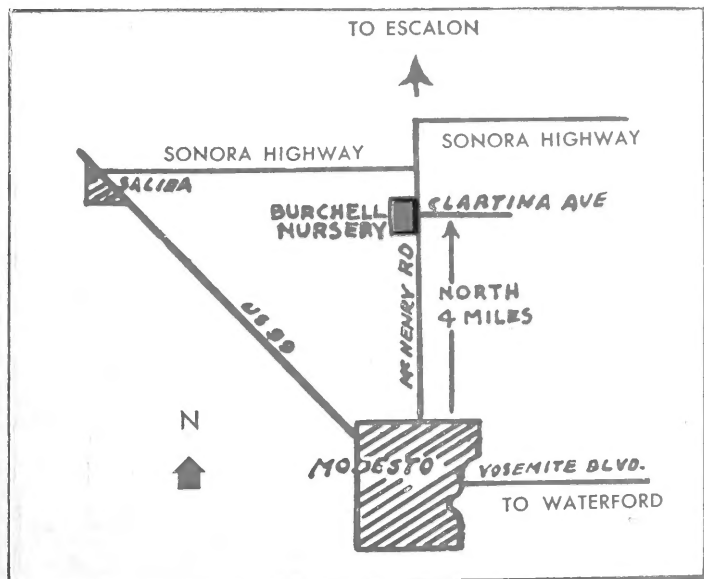 TO ESCALON
SONORA HIGHWAY
SONORA HIGHWAY
SALIDA
BURCHELL
NURSERY
CLARTINA AVE
US 99
McHENRY RD
NORTH
4 MILES
N
MODESTO
YOSEMITE BLVD.
TO WATERFORD